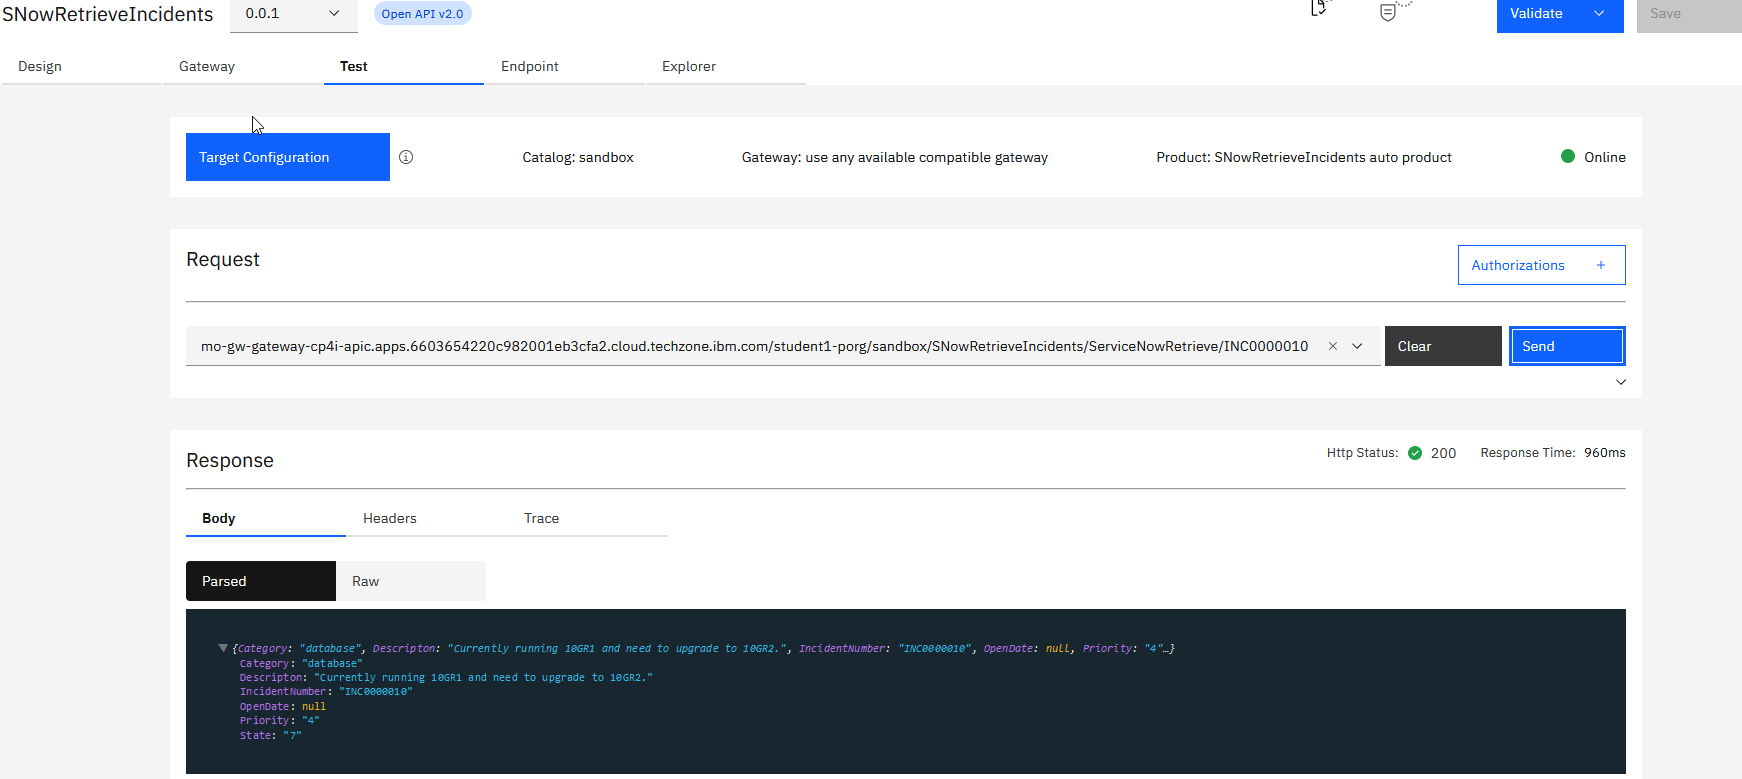 SNowRetrieveIncidents 0.0.1 Open API v2.0 Validate Save
Design Gateway Test Endpoint Explorer
Target Configuration Catalog: sandbox Gateway: use any available compatible gateway Product: SNowRetrieveIncidents auto product Online
Request Authorizations +
mo-gw-gateway-cp4i-apic.apps.6603654220c982001eb3cfa2.cloud.techzone.ibm.com/student1-porg/sandbox/SNowRetrieveIncidents/ServiceNowRetrieve/INC0000010 Clear Send
Response Http Status: 200 Response Time: 960ms
Body Headers Trace
Parsed Raw
{Category: "database", Descripton: "Currently running 10GR1 and need to upgrade to 10GR2.", IncidentNumber: "INC0000010", OpenDate: null, Priority: "4"…}
Category: "database"
Descripton: "Currently running 10GR1 and need to upgrade to 10GR2."
IncidentNumber: "INC0000010"
OpenDate: null
Priority: "4"
State: "7"